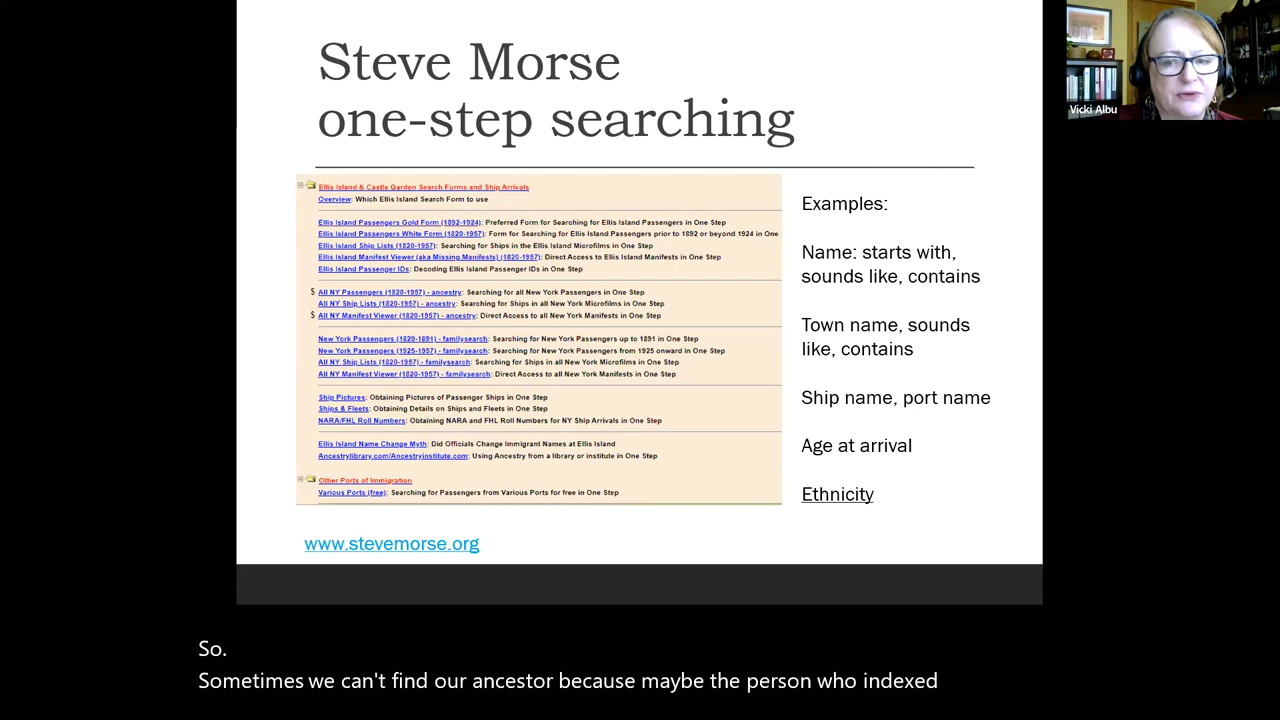 Steve Morse
one-step searching
Ellis Island & Castle Garden Search Forms and Ship Arrivals
Overview: Which Ellis Island Search Form to use
Ellis Island Passengers Gold Form (1892-1924): Preferred Form for Searching for Ellis Island Passengers in One Step
Ellis Island Passengers White Form (1820-1957): Form for Searching for Ellis Island Passengers prior to 1892 or beyond 1924 in One
Ellis Island Ship Lists (1820-1957): Searching for Ships in the Ellis Island Microfilms in One Step
Ellis Island Manifest Viewer (aka Missing Manifests) (1820-1957): Direct Access to Ellis Island Manifests in One Step
Ellis Island Passenger IDs: Decoding Ellis Island Passenger IDs in One Step
$ All NY Passengers (1820-1957) - ancestry: Searching for all New York Passengers in One Step
All NY Ship Lists (1820-1957) - ancestry: Searching for Ships in all New York Microfilms in One Step
$ All NY Manifest Viewer (1820-1957) - ancestry: Direct Access to all New York Manifests in One Step
New York Passengers (1820-1891) - familysearch: Searching for New York Passengers up to 1891 in One Step
New York Passengers (1925-1957) - familysearch: Searching for New York Passengers from 1925 onward in One Step
All NY Ship Lists (1820-1957) - familysearch: Searching for Ships in all New York Microfilms in One Step
All NY Manifest Viewer (1820-1957) - familysearch: Direct Access to all New York Manifests in One Step
Ship Pictures: Obtaining Pictures of Passenger Ships in One Step
Ships & Fleets: Obtaining Details on Ships and Fleets in One Step
NARA/FHL Roll Numbers: Obtaining NARA and FHL Roll Numbers for NY Ship Arrivals in One Step
Ellis Island Name Change Myth: Did Officials Change Immigrant Names at Ellis Island
Ancestrylibrary.com/Ancestryinstitute.com: Using Ancestry from a library or institute in One Step
Other Ports of Immigration
Various Ports (free): Searching for Passengers from Various Ports for free in One Step
Examples:
Name: starts with,
sounds like, contains
Town name, sounds
like, contains
Ship name, port name
Age at arrival
Ethnicity
www.stevemorse.org
Vicki Albu
So.
Sometimes we can't find our ancestor because maybe the person who indexed